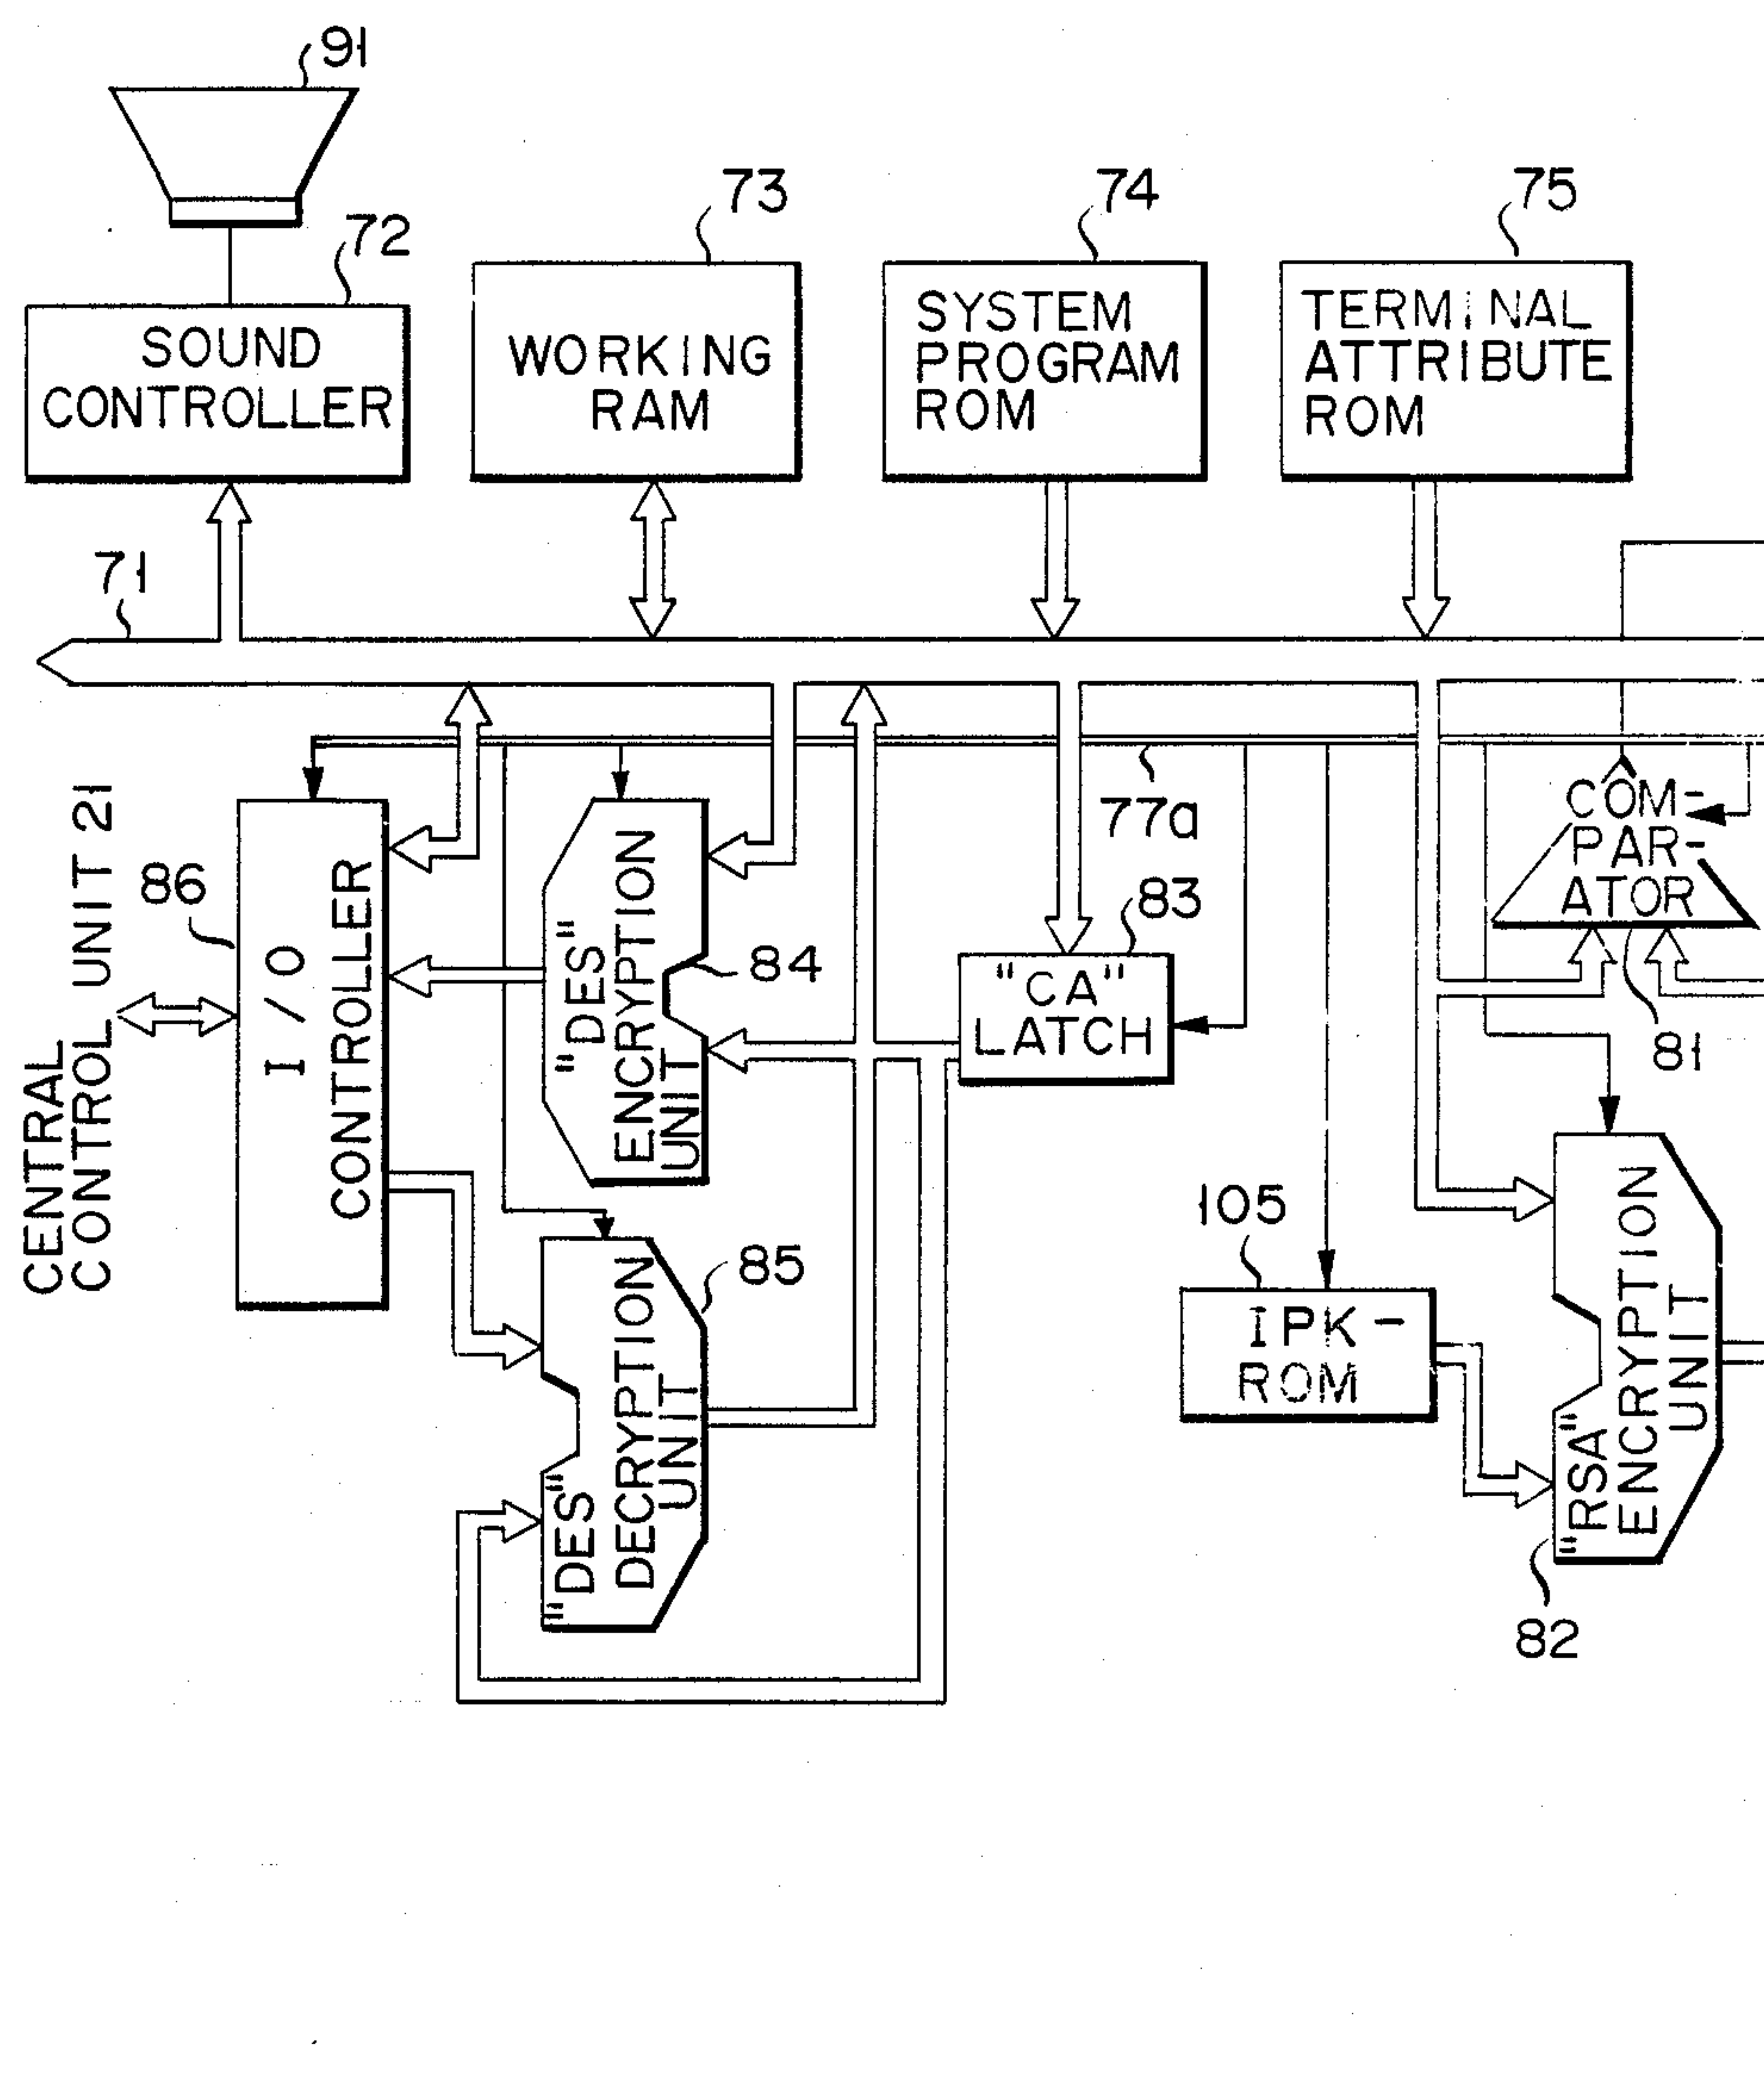 91
72
SOUND
CONTROLLER
73
WORKING
RAM
74
SYSTEM
PROGRAM
ROM
75
TERMINAL
ATTRIBUTE
ROM
71
77a
CENTRAL
CONTROL UNIT 21
86
I/O
CONTROLLER
"DES"
ENCRYPTION
UNIT
84
83
"CA"
LATCH
COM-
PAR-
ATOR
81
"DES"
DECRYPTION
UNIT
85
105
IPK-
ROM
"RSA"
ENCRYPTION
UNIT
82